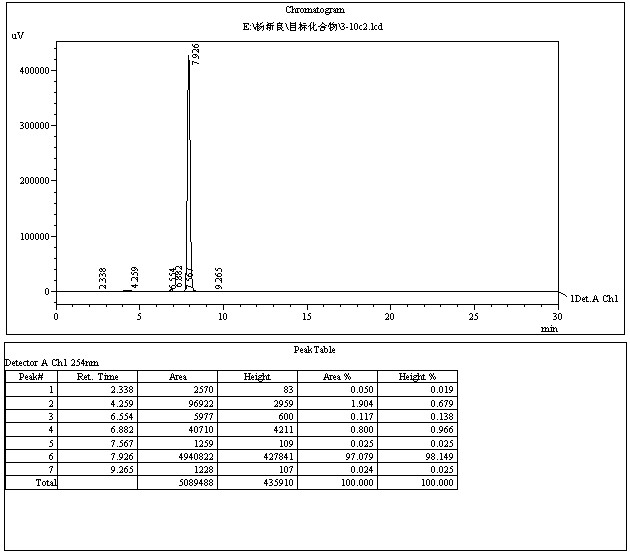 Chromatogram
E:\杨新良\目标化合物\3-10c2.lcd
uV
7.926
400000
300000
200000
100000
2.338
4.259
6.554
6.882
7.567
9.265
0
1Det.A Ch1
0 5 10 15 20 25 30
min
Peak Table
Detector A Ch1 254nm
Peak# Ret. Time Area Height Area % Height %
1 2.338 2570 83 0.050 0.019
2 4.259 96922 2959 1.904 0.679
3 6.554 5977 600 0.117 0.138
4 6.882 40710 4211 0.800 0.966
5 7.567 1259 109 0.025 0.025
6 7.926 4940822 427841 97.079 98.149
7 9.265 1228 107 0.024 0.025
Total 5089488 435910 100.000 100.000